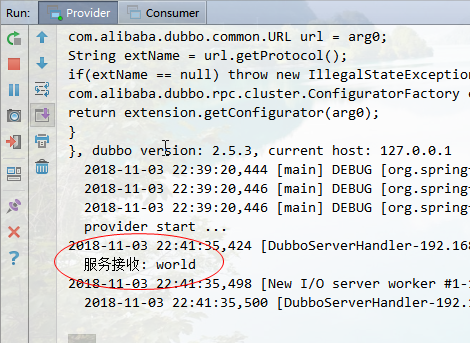 Run: Provider Consumer
com.alibaba.dubbo.common.URL url = arg0;
String extName = url.getProtocol();
if(extName == null) throw new IllegalStateException
com.alibaba.dubbo.rpc.cluster.ConfiguratorFactory e
return extension.getConfigurator(arg0);
}
}, dubbo version: 2.5.3, current host: 127.0.0.1
2018-11-03 22:39:20,444 [main] DEBUG [org.spring
2018-11-03 22:39:20,446 [main] DEBUG [org.spring
2018-11-03 22:39:20,446 [main] DEBUG [org.spring
provider start ...
2018-11-03 22:41:35,424 [DubboServerHandler-192.168
服务接收: world
2018-11-03 22:41:35,498 [New I/O server worker #1-1
2018-11-03 22:41:35,500 [DubboServerHandler-192.1